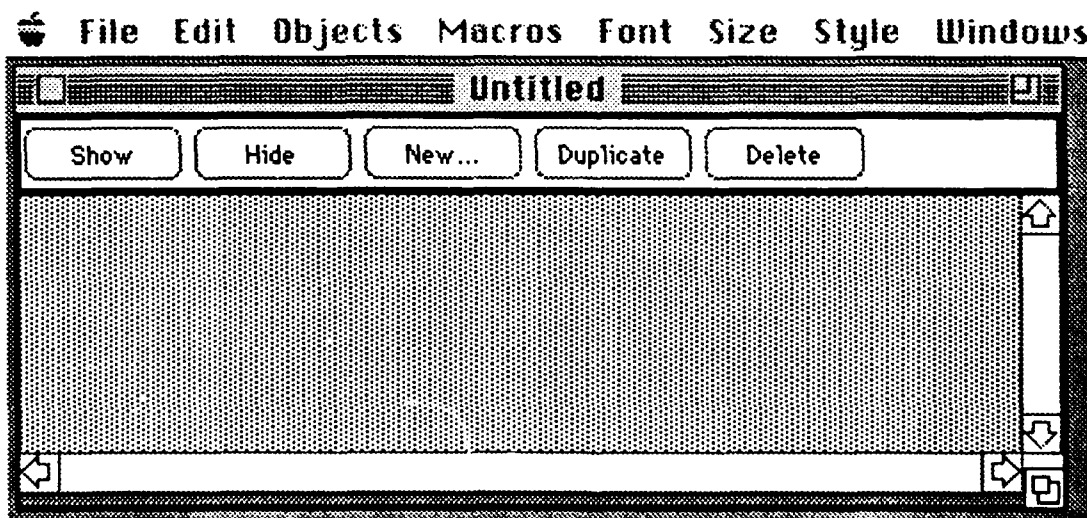 File Edit Objects Macros Font Size Style Windows
Untitled
Show Hide New... Duplicate Delete